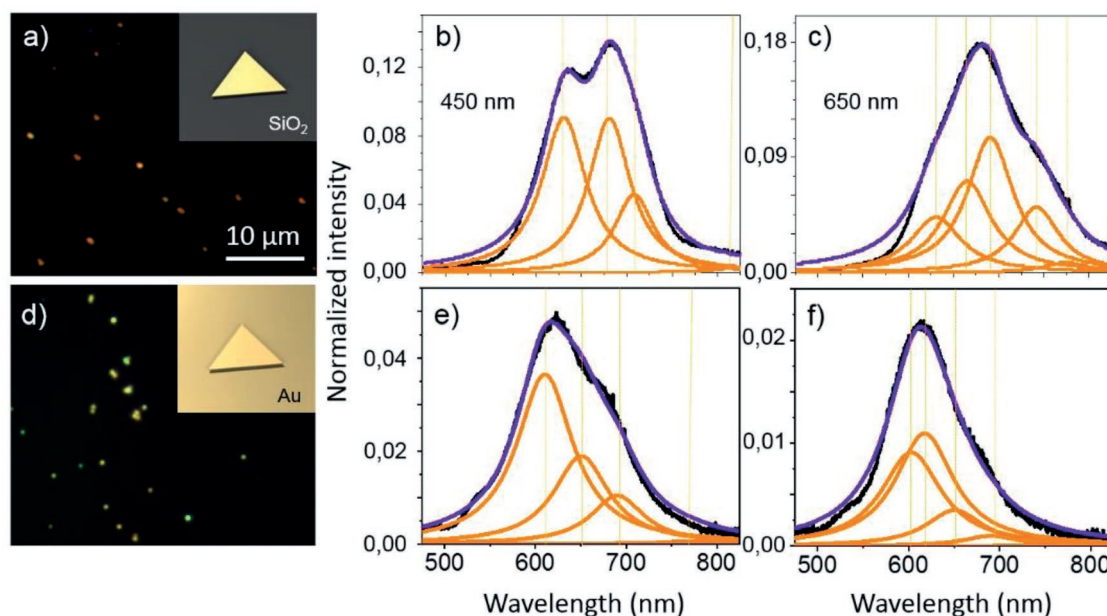 a)
SiO₂
10 µm
b)
450 nm
0,12
0,08
0,04
0,00
Normalized intensity
c)
650 nm
0,18
0,09
0,00
d)
Au
e)
0,04
0,02
0,00
500 600 700 800
Wavelength (nm)
f)
0,02
0,01
0,00
500 600 700 800
Wavelength (nm)